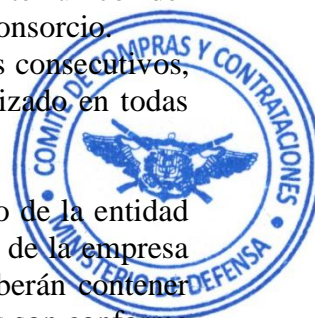 onsorcio.
s consecutivos,
izado en todas
o de la entidad
de la empresa
berán contener
COMITÉ DE COMPRAS Y CONTRATACIONES
MINISTERIO DE DEFENSA